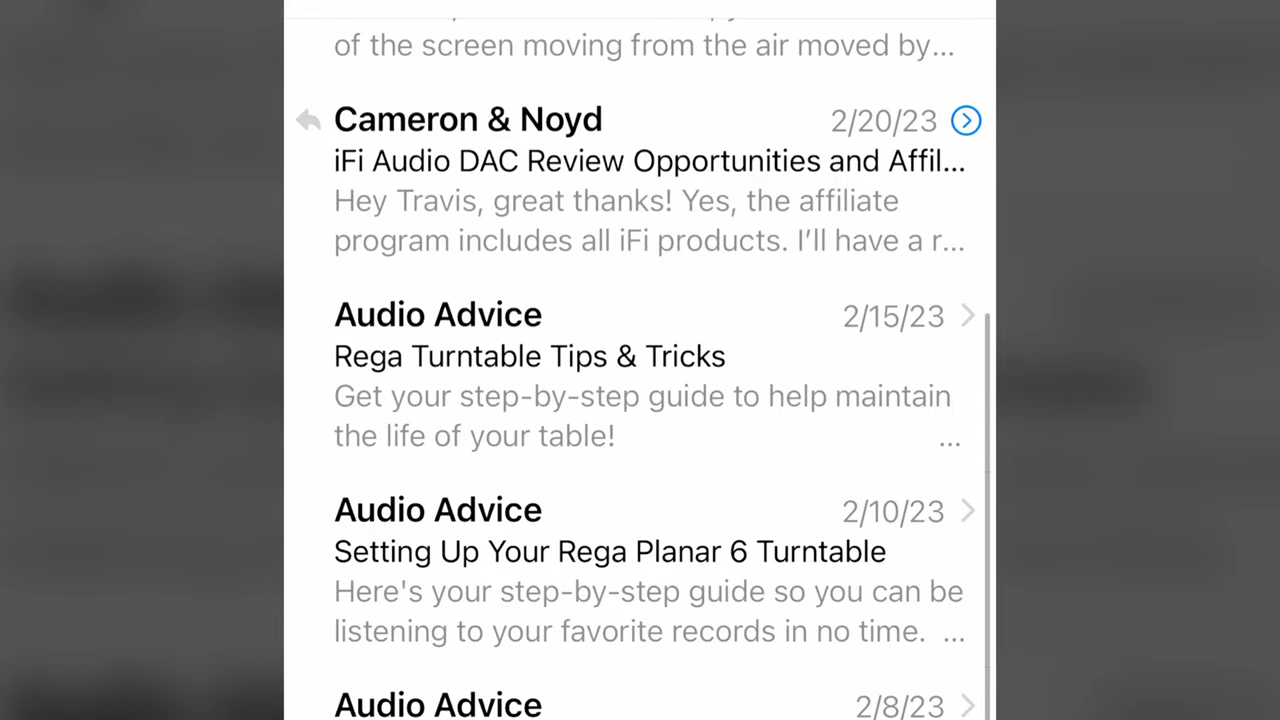 of the screen moving from the air moved by...
Cameron & Noyd 2/20/23
iFi Audio DAC Review Opportunities and Affil...
Hey Travis, great thanks! Yes, the affiliate
program includes all iFi products. I’ll have a r...
Audio Advice 2/15/23
Rega Turntable Tips & Tricks
Get your step-by-step guide to help maintain
the life of your table! ...
Audio Advice 2/10/23
Setting Up Your Rega Planar 6 Turntable
Here's your step-by-step guide so you can be
listening to your favorite records in no time. ...
Audio Advice 2/8/23